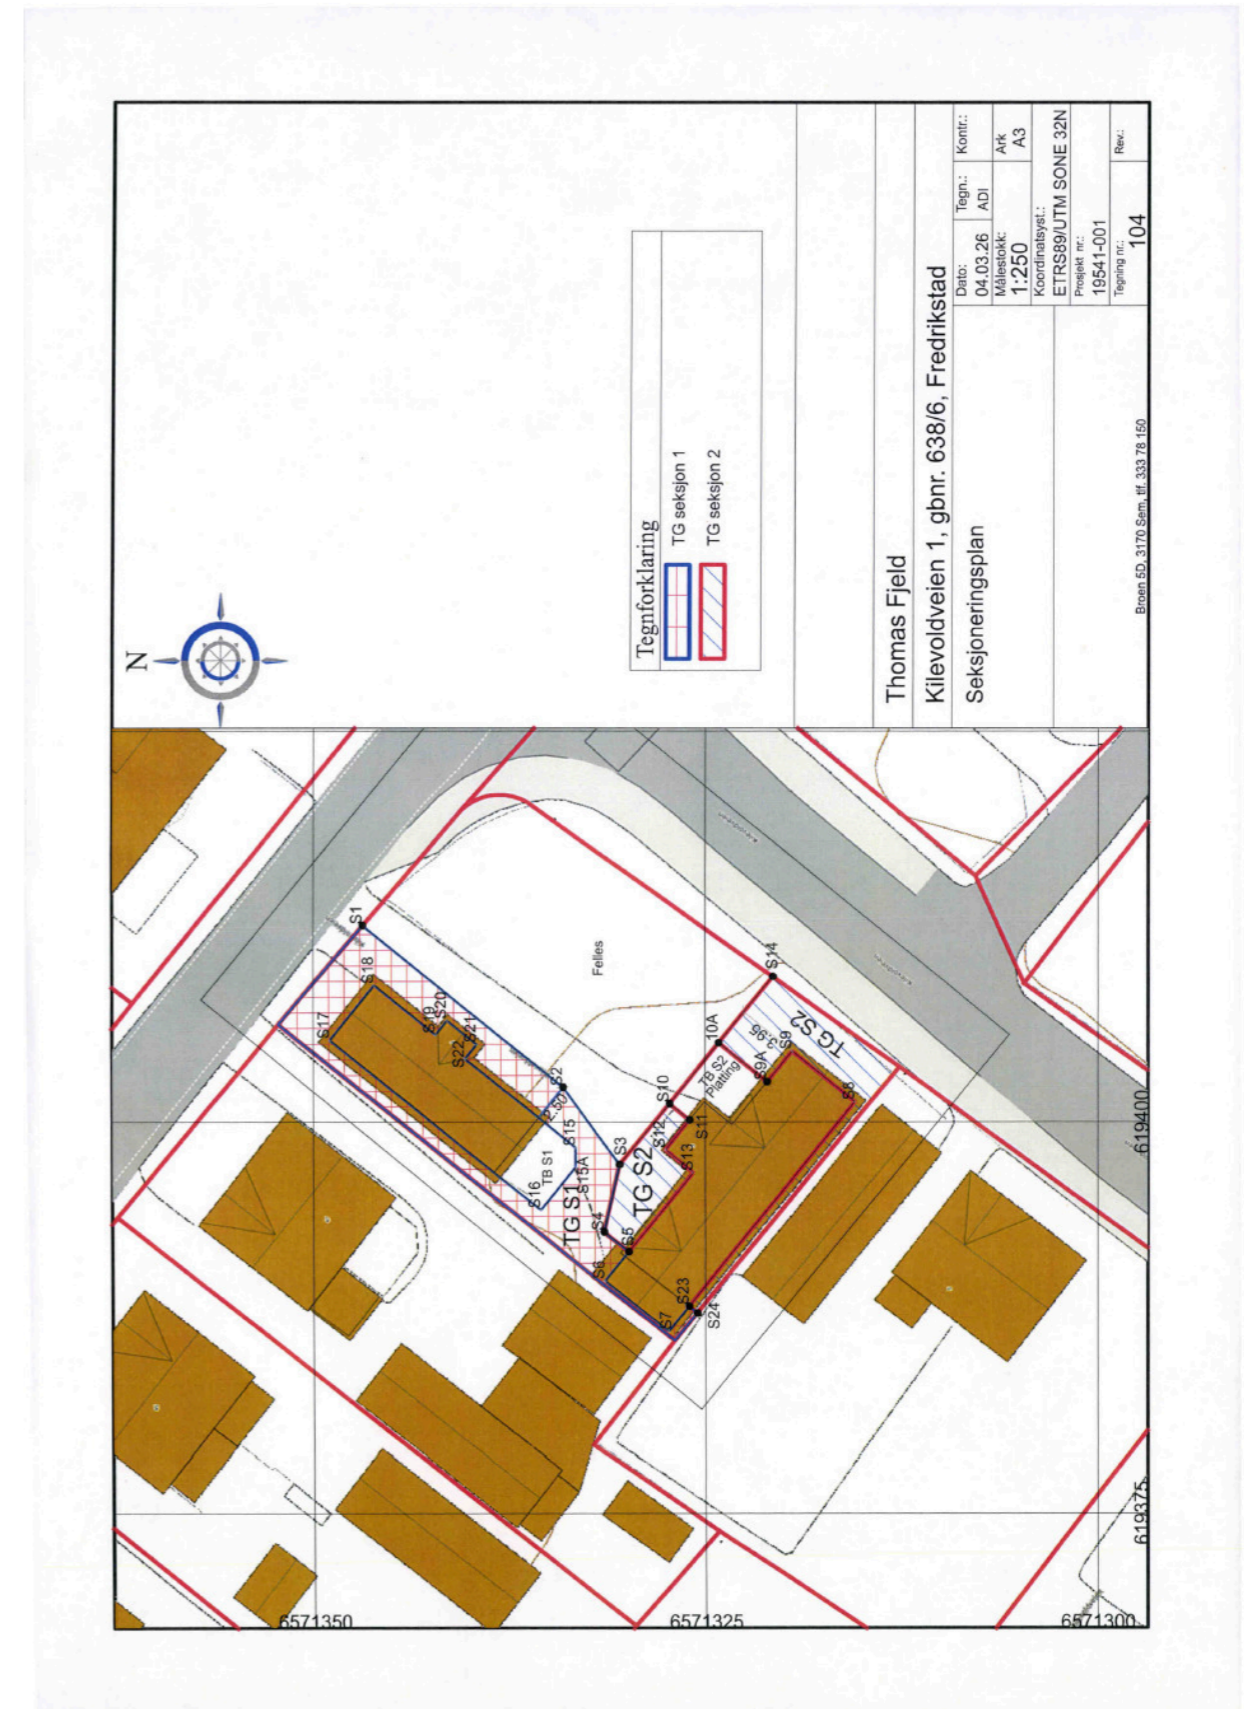 N
Tegnforklaring
TG seksjon 1
TG seksjon 2
Thomas Fjeld
Kilevoldveien 1, gbnr. 638/6, Fredrikstad
Seksjoneringsplan
Dato:
04.03.26
Tegn.:
ADI
Kontr.:
Målestokk:
1:250
Ark
A3
Koordinatsyst.:
ETRS89/UTM SONE 32N
Prosjekt nr.:
19541-001
Tegning nr.:
104
Rev.:
Broen 5D, 3170 Sem, tlf. 333 78 150
S1
S17
S18
S19
S20
S21
S22
S2
2.50
S15
S15A
TB S1
S16
TG S1
Felles
S3
S4
S5
S6
S7
S23
S24
TG S2
S10
S11
S12
S13
10A
TB S2
Platting
3.95
S9A
S9
S8
TG S2
S14
6571350
6571325
6571300
619400
619375